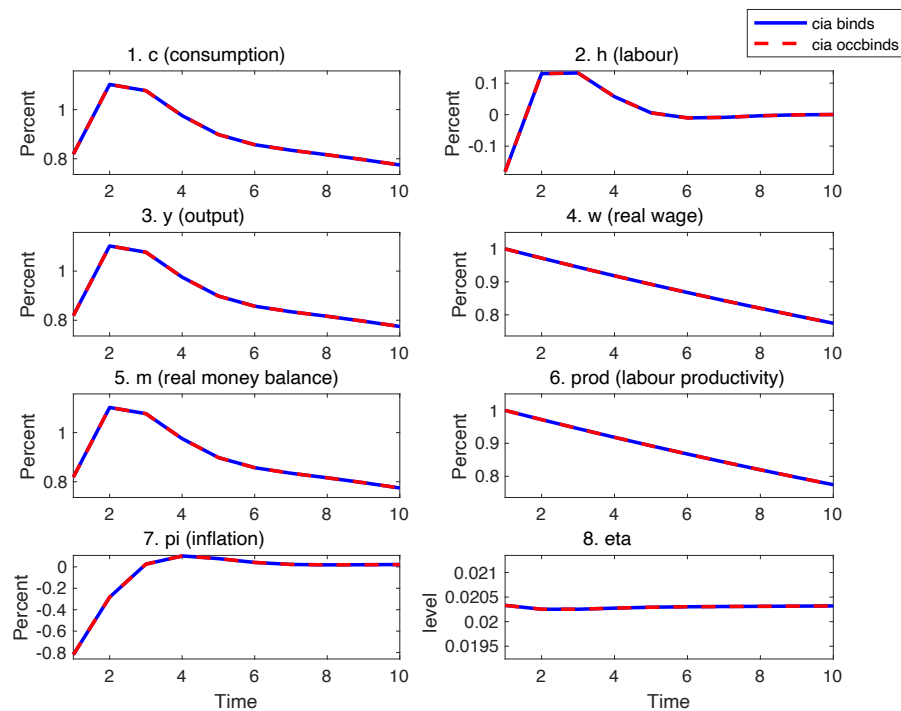 cia binds
cia occbinds
1. c (consumption)
Percent
1
0.8
2 4 6 8 10
2. h (labour)
Percent
0.1
0
-0.1
2 4 6 8 10
3. y (output)
Percent
1
0.8
2 4 6 8 10
4. w (real wage)
Percent
1
0.9
0.8
2 4 6 8 10
5. m (real money balance)
Percent
1
0.8
2 4 6 8 10
6. prod (labour productivity)
Percent
1
0.9
0.8
2 4 6 8 10
7. pi (inflation)
Percent
0
-0.2
-0.4
-0.6
-0.8
2 4 6 8 10
Time
8. eta
level
0.021
0.0205
0.02
0.0195
2 4 6 8 10
Time